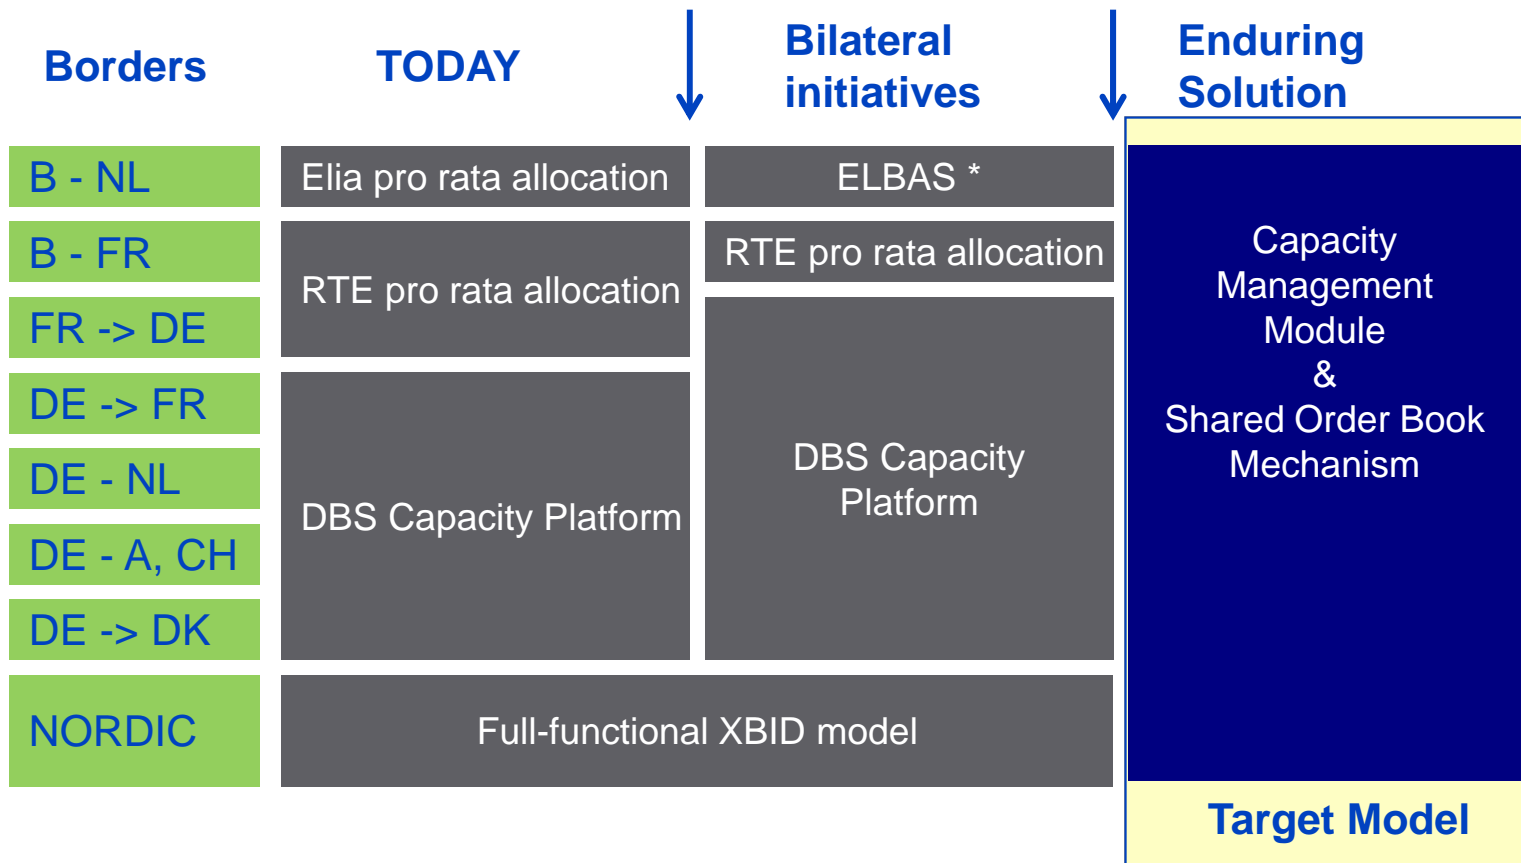 Borders
TODAY
Bilateral
initiatives
Enduring
Solution
B - NL
Elia pro rata allocation
ELBAS *
B - FR
RTE pro rata allocation
RTE pro rata allocation
FR -> DE
DE -> FR
DE - NL
DBS Capacity Platform
DBS Capacity
Platform
DE - A, CH
DE -> DK
NORDIC
Full-functional XBID model
Capacity
Management
Module
&
Shared Order Book
Mechanism
Target Model